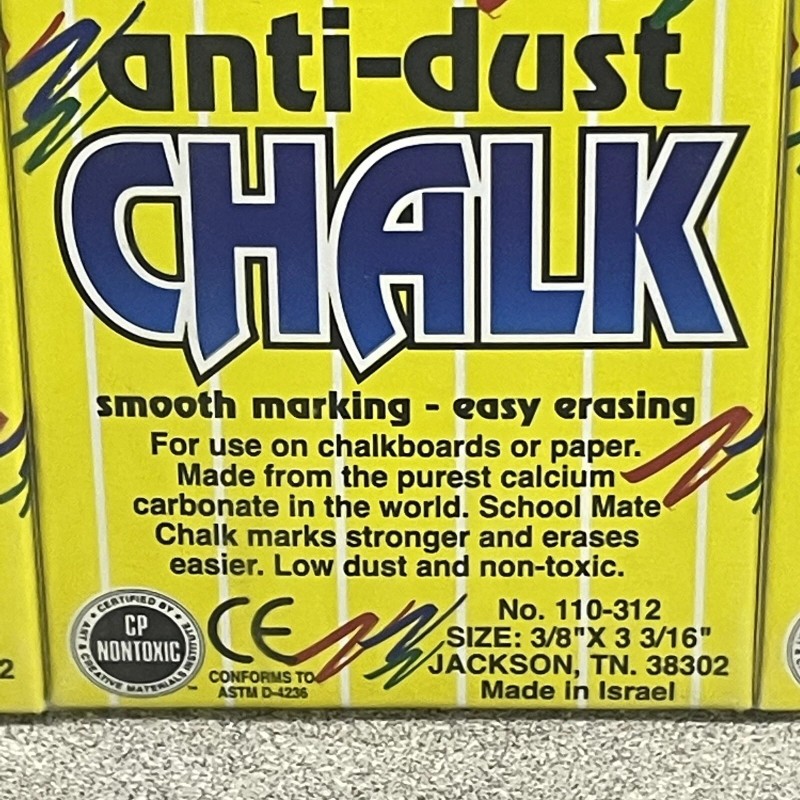 anti-dust
CHALK
smooth marking - easy erasing
For use on chalkboards or paper.
Made from the purest calcium
carbonate in the world. School Mate
Chalk marks stronger and erases
easier. Low dust and non-toxic.
CERTIFIED BY
CP
NONTOXIC
ART & CREATIVE MATERIALS
INSTITUTE
TM
CE
CONFORMS TO
ASTM D-4236
No. 110-312
SIZE: 3/8"X 3 3/16"
JACKSON, TN. 38302
Made in Israel
2